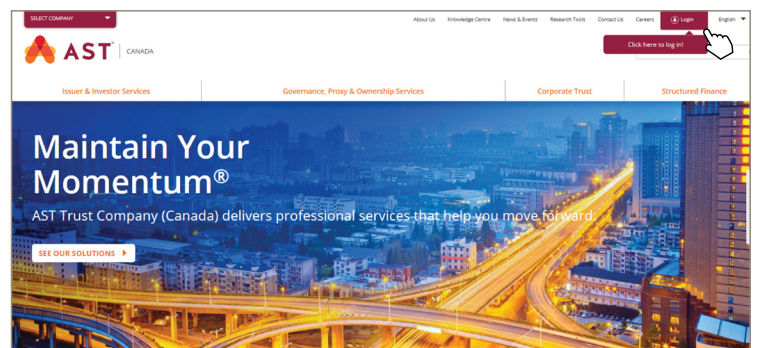 SELECT COMPANY
About Us Knowledge Centre News & Events Research Tools Contact Us Careers Login English
Click here to log in!
AST CANADA
Issuer & Investor Services Governance, Proxy & Ownership Services Corporate Trust Structured Finance
Maintain Your
Momentum®
AST Trust Company (Canada) delivers professional services that help you move forward.
SEE OUR SOLUTIONS